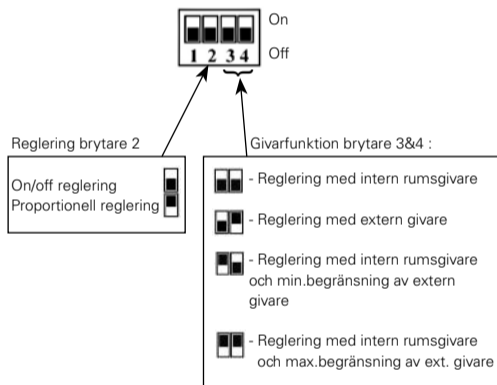 On
1 2 3 4 Off
Reglering brytare 2
On/off reglering
Proportionell reglering
Givarfunktion brytare 3&4 :
- Reglering med intern rumsgivare
- Reglering med extern givare
- Reglering med intern rumsgivare
och min.begränsning av extern
givare
- Reglering med intern rumsgivare
och max.begränsning av ext. givare